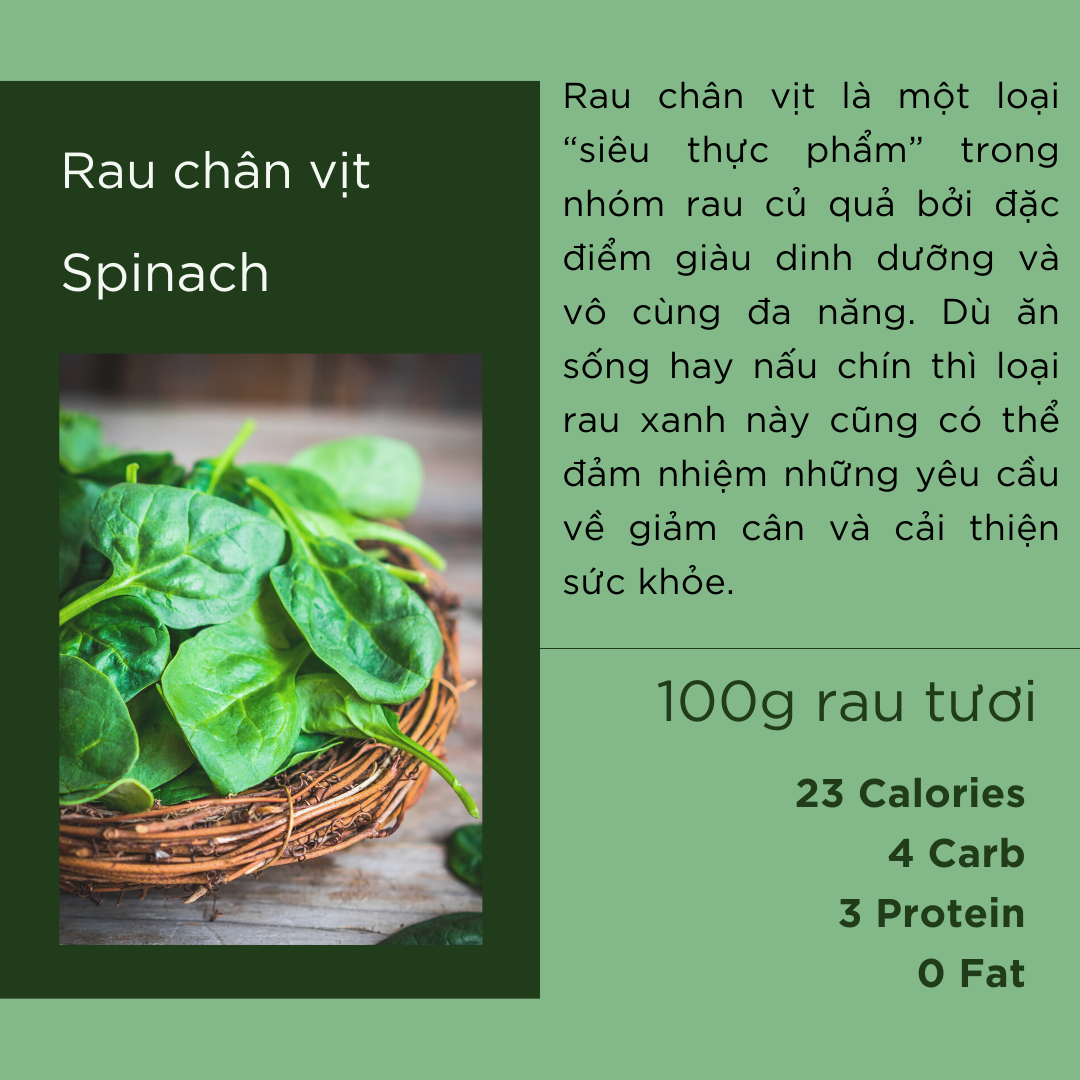 Rau chân vịt
Spinach
Rau chân vịt là một loại
“siêu thực phẩm” trong
nhóm rau củ quả bởi đặc
điểm giàu dinh dưỡng và
vô cùng đa năng. Dù ăn
sống hay nấu chín thì loại
rau xanh này cũng có thể
đảm nhiệm những yêu cầu
về giảm cân và cải thiện
sức khỏe.
100g rau tươi
23 Calories
4 Carb
3 Protein
0 Fat